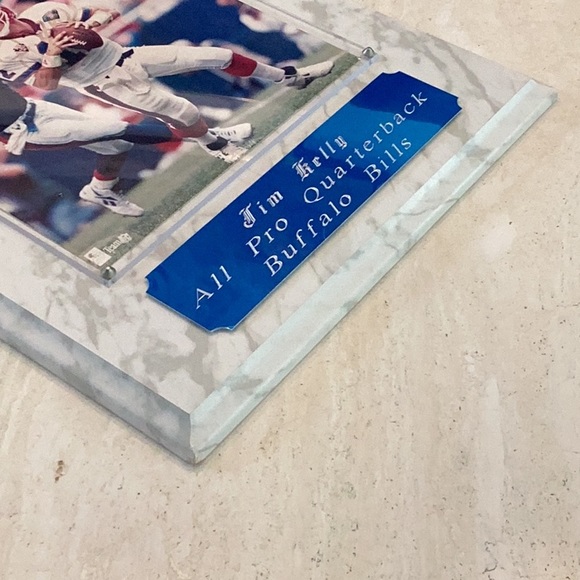 Jim Kelly
All Pro Quarterback
Buffalo Bills